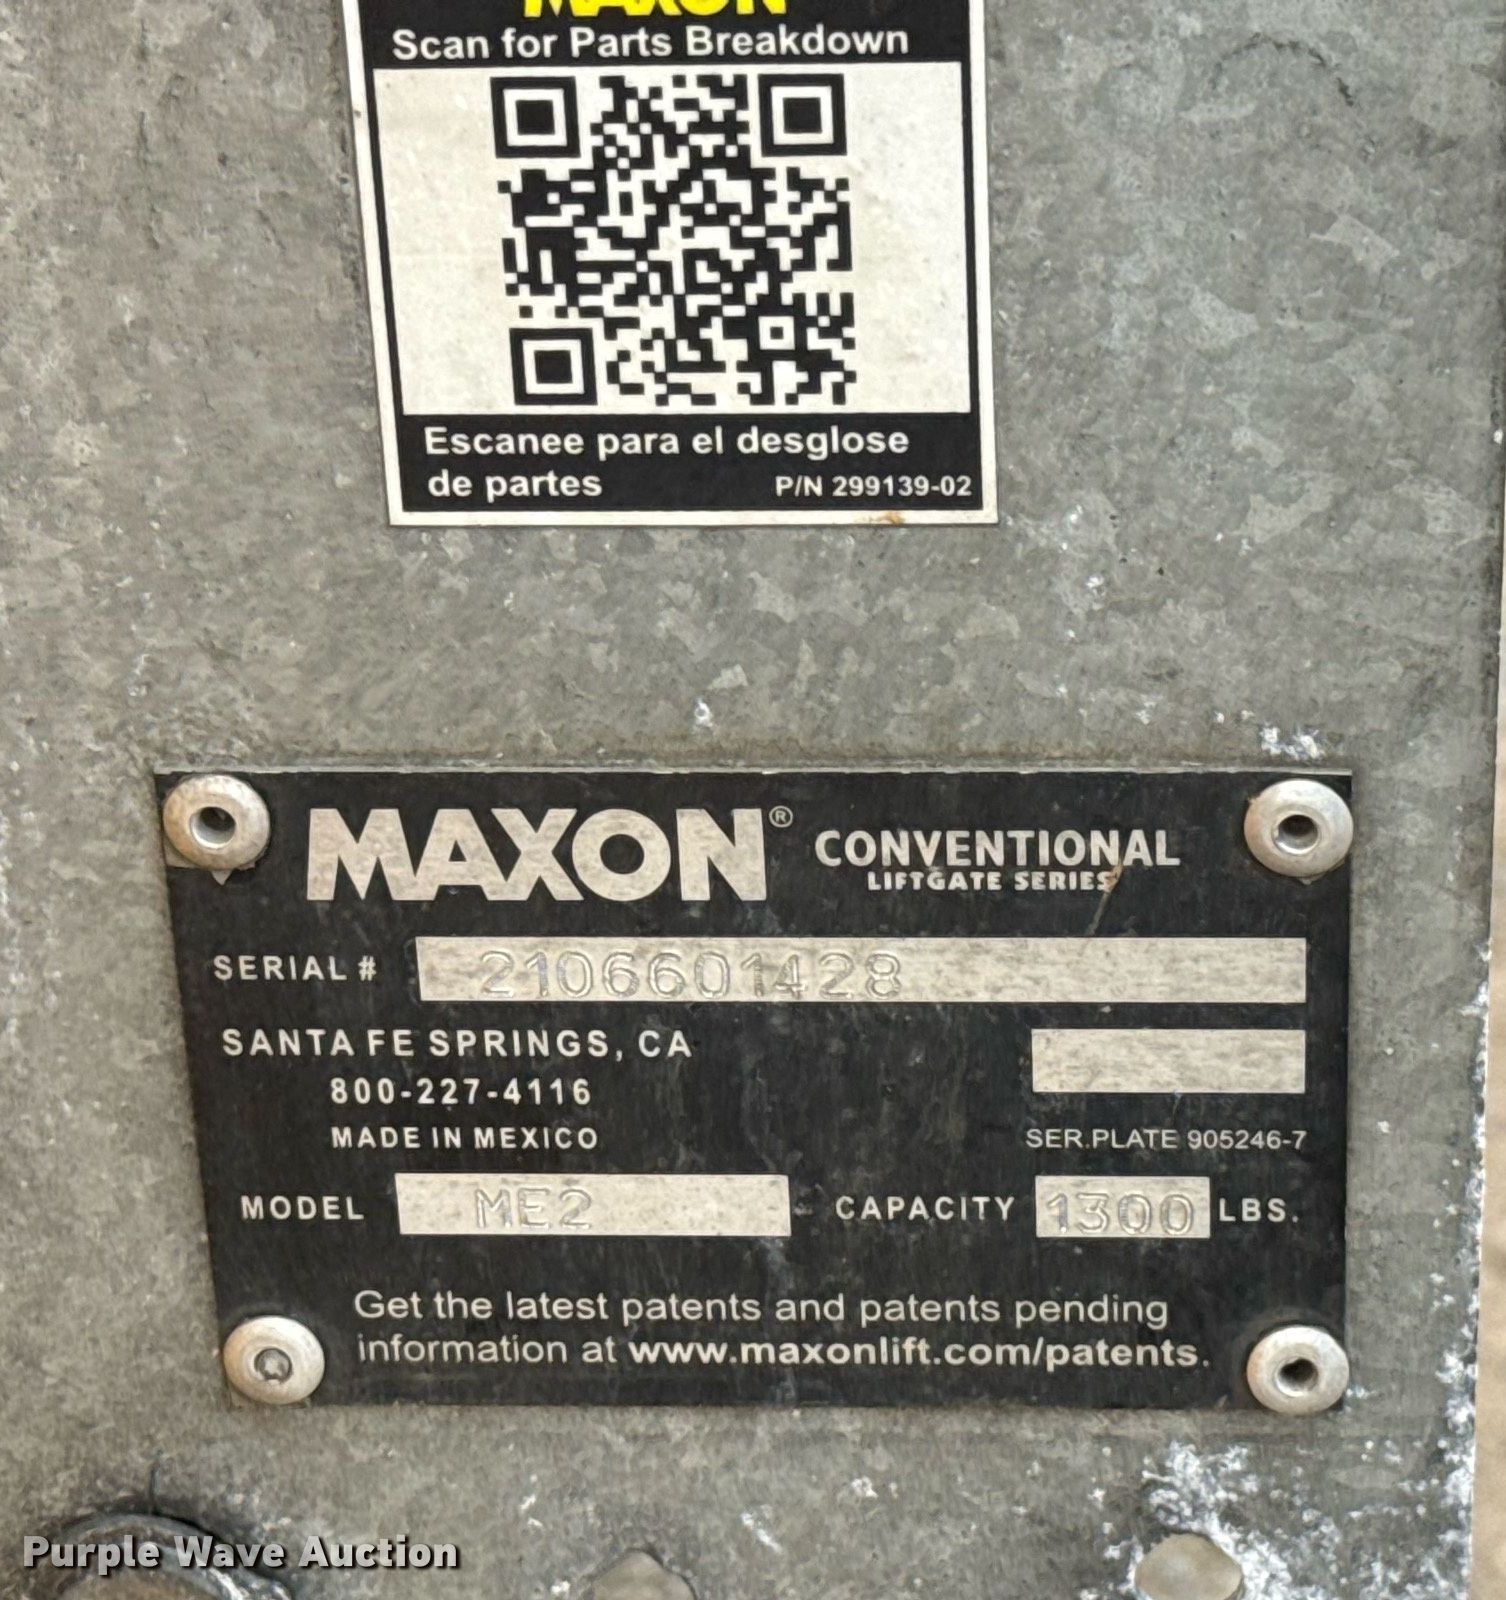 MAXON
Scan for Parts Breakdown
Escanee para el desglose
de partes
P/N 299139-02
MAXON® CONVENTIONAL
LIFTGATE SERIES
SERIAL # 2106601428
SANTA FE SPRINGS, CA
800-227-4116
MADE IN MEXICO
SER.PLATE 905246-7
MODEL ME2 CAPACITY 1300 LBS.
Get the latest patents and patents pending
information at www.maxonlift.com/patents.
Purple Wave Auction